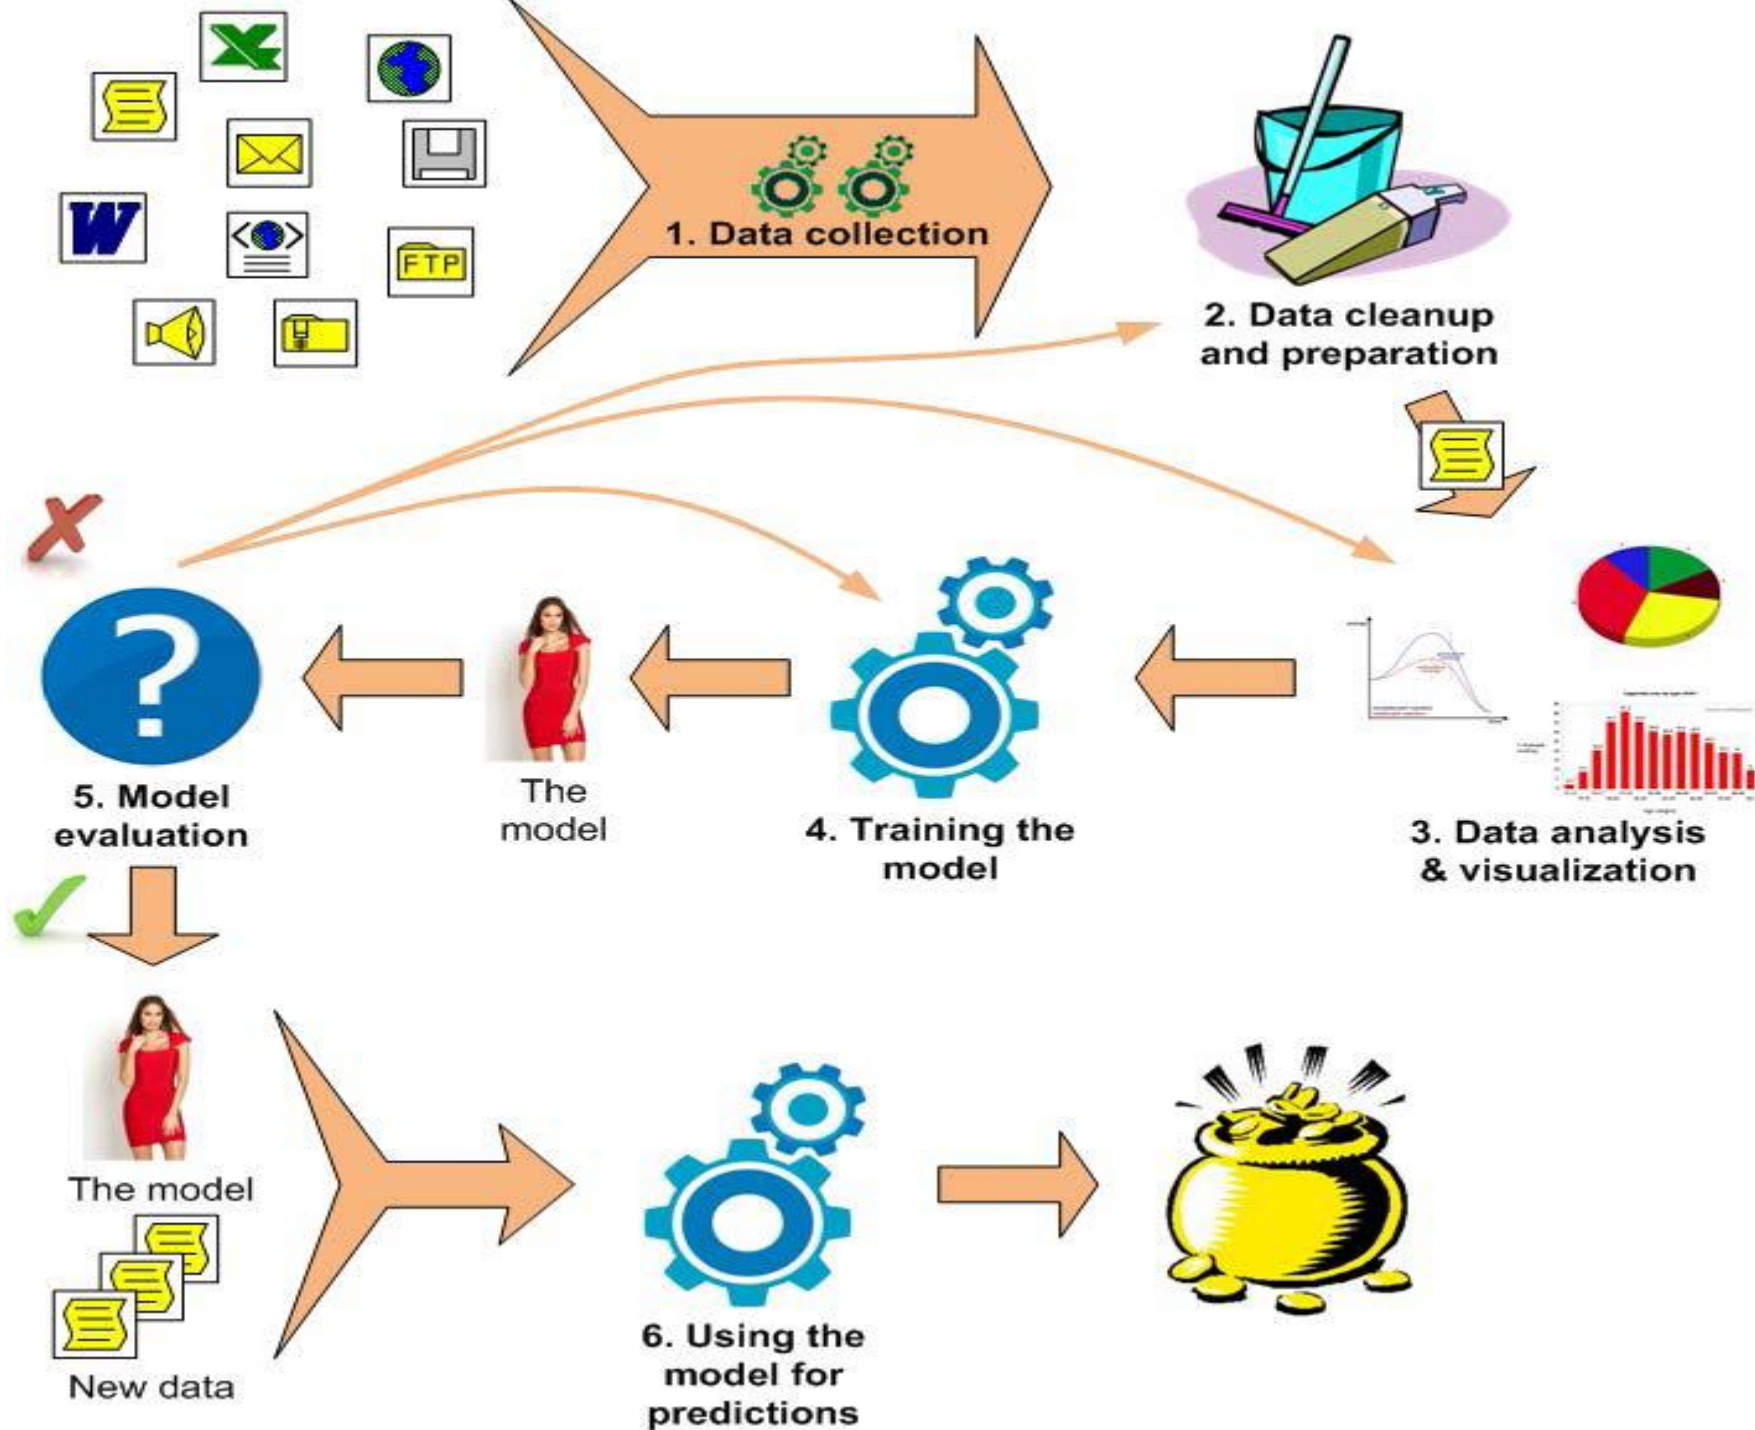 W
FTP
1. Data collection
2. Data cleanup
and preparation
5. Model
evaluation
The
model
4. Training the
model
3. Data analysis
& visualization
The model
New data
6. Using the
model for
predictions